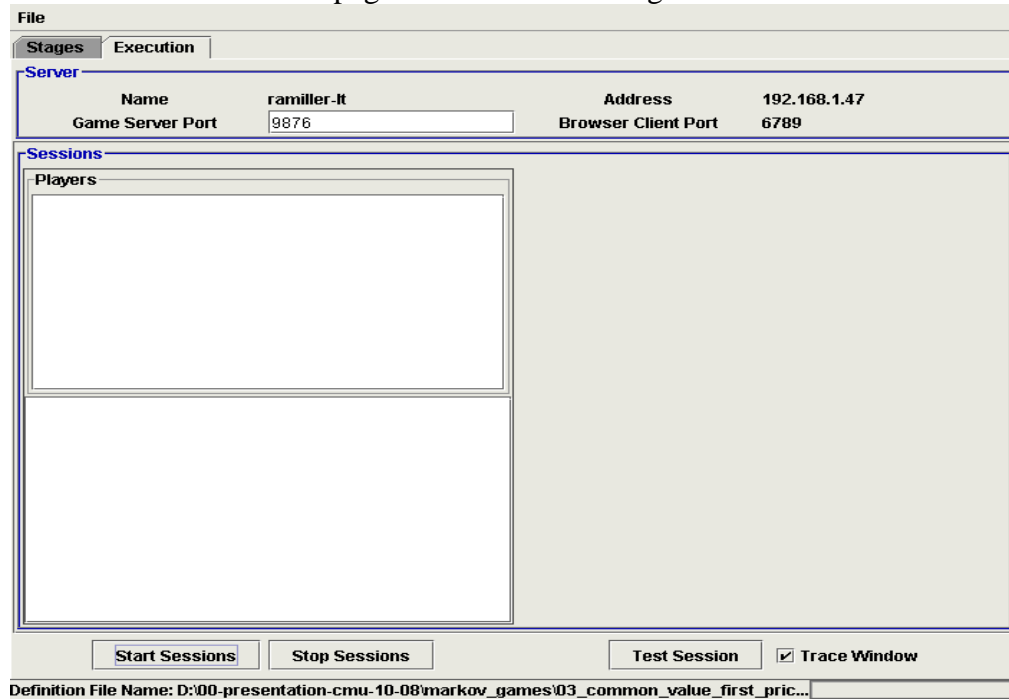 File
Stages Execution
Server
Name ramiller-lt Address 192.168.1.47
Game Server Port 9876 Browser Client Port 6789
Sessions
Players
Start Sessions Stop Sessions Test Session Trace Window
Definition File Name: D:\00-presentation-cmu-10-08\markov_games\03_common_value_first_pric...